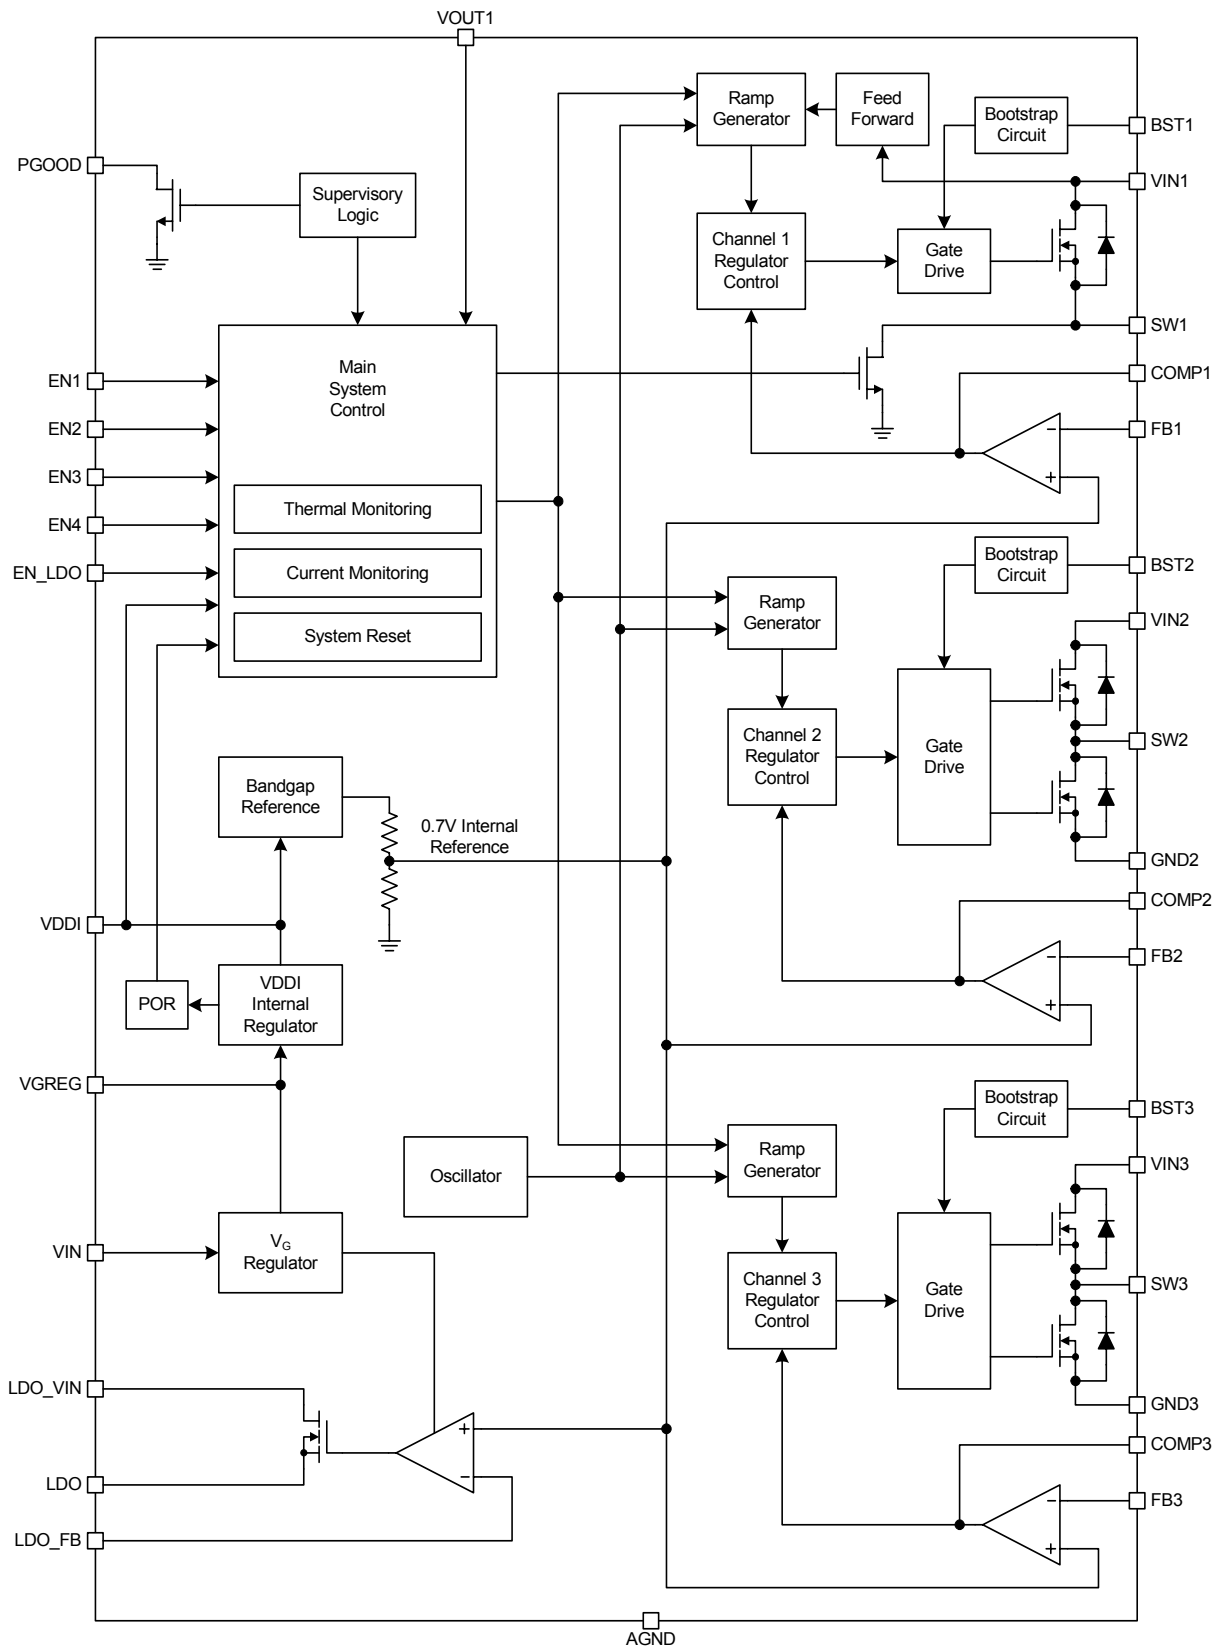 VOUT1
Ramp
Generator
Feed
Forward
Bootstrap
Circuit
BST1
PGOOD
VIN1
Supervisory
Logic
Channel 1
Regulator
Control
Gate
Drive
SW1
Main
System
Control
COMP1
EN1
EN2
-
FB1
EN3
+
Thermal Monitoring
EN4
Bootstrap
Circuit
BST2
EN_LDO
Current Monitoring
Ramp
Generator
VIN2
System Reset
Channel 2
Regulator
Control
Gate
Drive
SW2
Bandgap
Reference
0.7V Internal
Reference
GND2
COMP2
VDDI
-
FB2
VDDI
Internal
Regulator
POR
+
VGREG
Bootstrap
Circuit
BST3
Ramp
Generator
VIN3
Oscillator
VIN
VG
Regulator
Channel 3
Regulator
Control
Gate
Drive
SW3
LDO_VIN
GND3
+
COMP3
LDO
-
-
FB3
LDO_FB
+
AGND